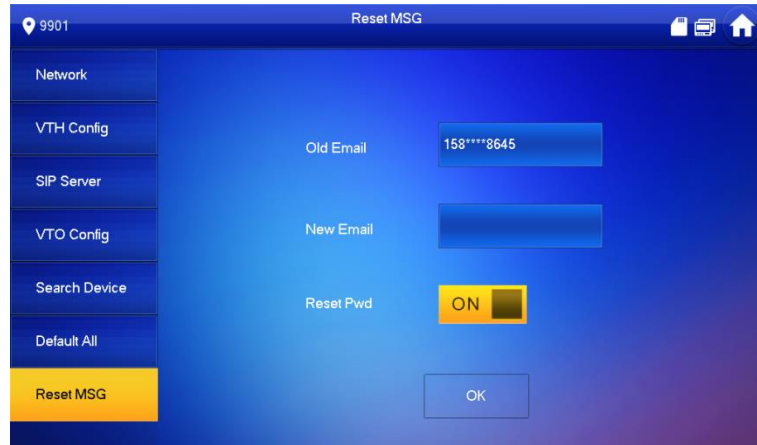 9901
Reset MSG
Network
VTH Config
SIP Server
VTO Config
Search Device
Default All
Reset MSG
Old Email 158****8645
New Email
Reset Pwd ON
OK